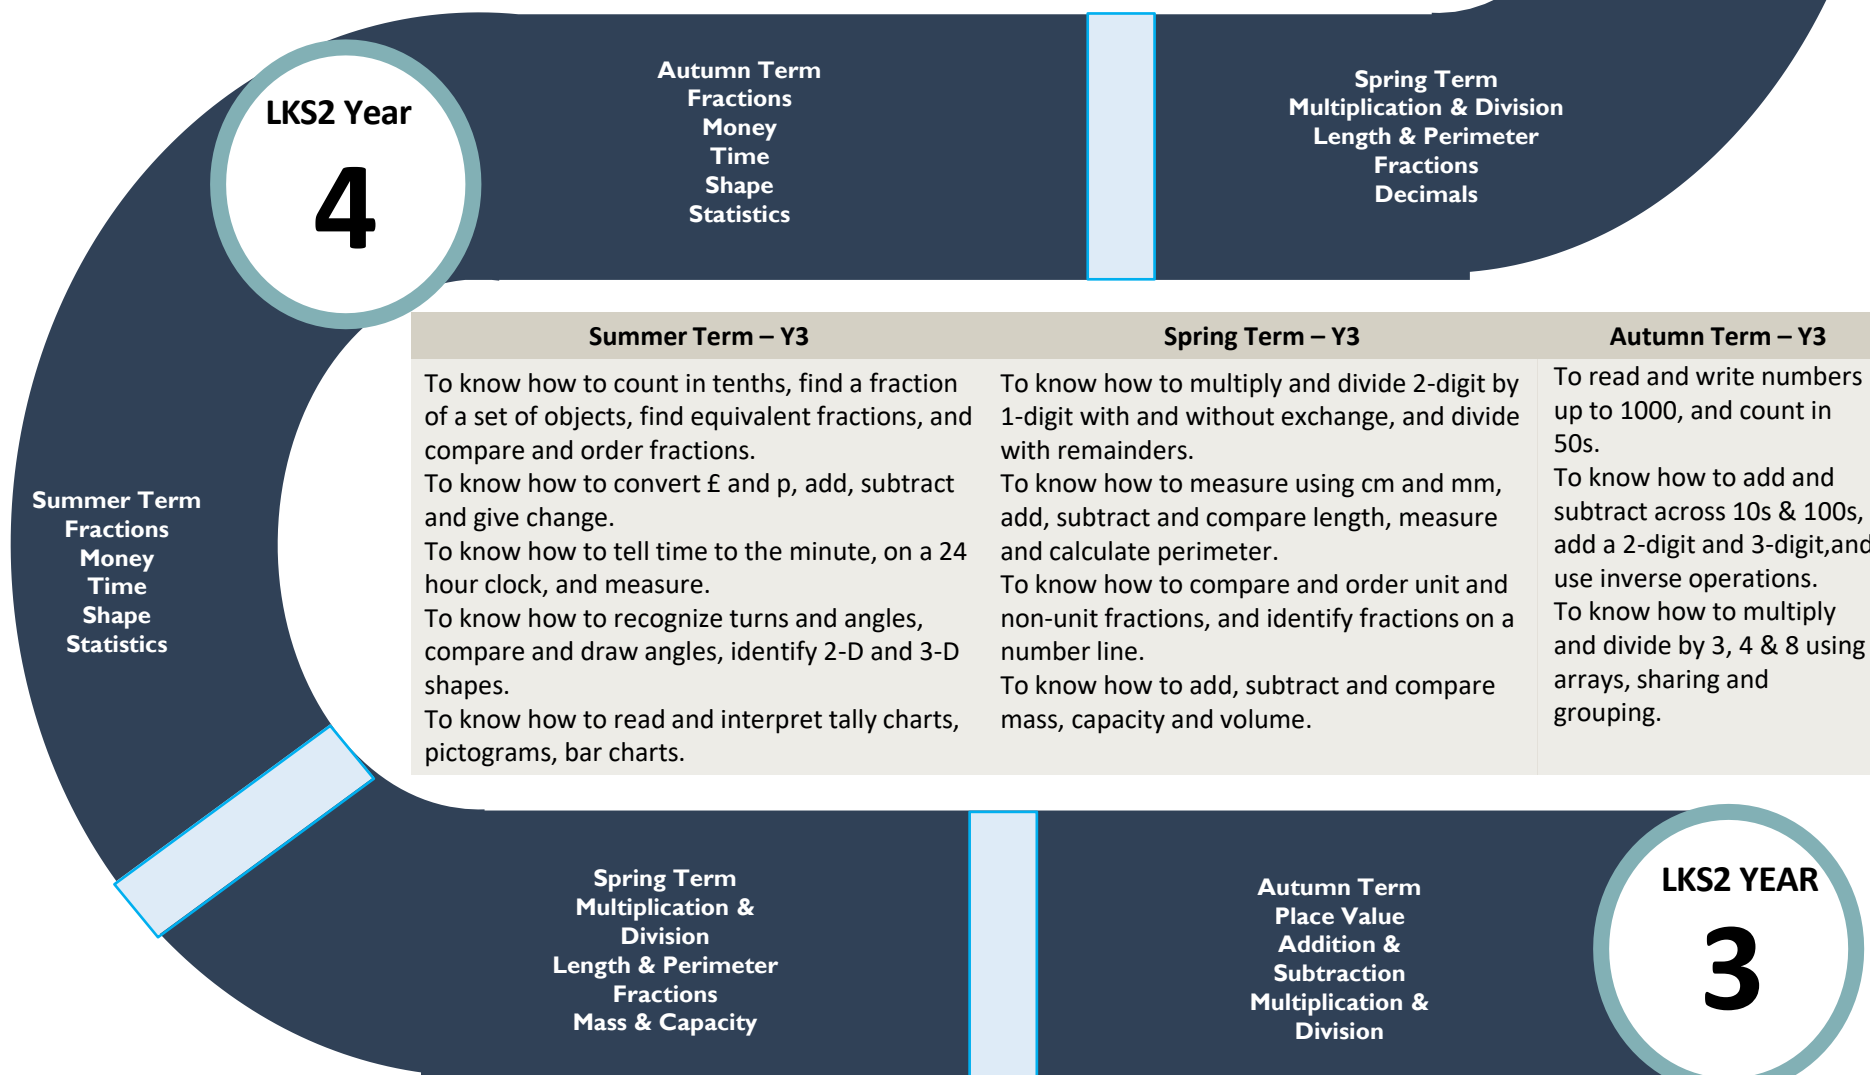 LKS2 Year
4
Autumn Term
Fractions
Money
Time
Shape
Statistics
Spring Term
Multiplication & Division
Length & Perimeter
Fractions
Decimals
Summer Term – Y3
To know how to count in tenths, find a fraction
of a set of objects, find equivalent fractions, and
compare and order fractions.
To know how to convert £ and p, add, subtract
and give change.
To know how to tell time to the minute, on a 24
hour clock, and measure.
To know how to recognize turns and angles,
compare and draw angles, identify 2-D and 3-D
shapes.
To know how to read and interpret tally charts,
pictograms, bar charts.
Spring Term – Y3
To know how to multiply and divide 2-digit by
1-digit with and without exchange, and divide
with remainders.
To know how to measure using cm and mm,
add, subtract and compare length, measure
and calculate perimeter.
To know how to compare and order unit and
non-unit fractions, and identify fractions on a
number line.
To know how to add, subtract and compare
mass, capacity and volume.
Autumn Term – Y3
To read and write numbers
up to 1000, and count in
50s.
To know how to add and
subtract across 10s & 100s,
add a 2-digit and 3-digit,and
use inverse operations.
To know how to multiply
and divide by 3, 4 & 8 using
arrays, sharing and
grouping.
Summer Term
Fractions
Money
Time
Shape
Statistics
Spring Term
Multiplication &
Division
Length & Perimeter
Fractions
Mass & Capacity
Autumn Term
Place Value
Addition &
Subtraction
Multiplication &
Division
LKS2 YEAR
3